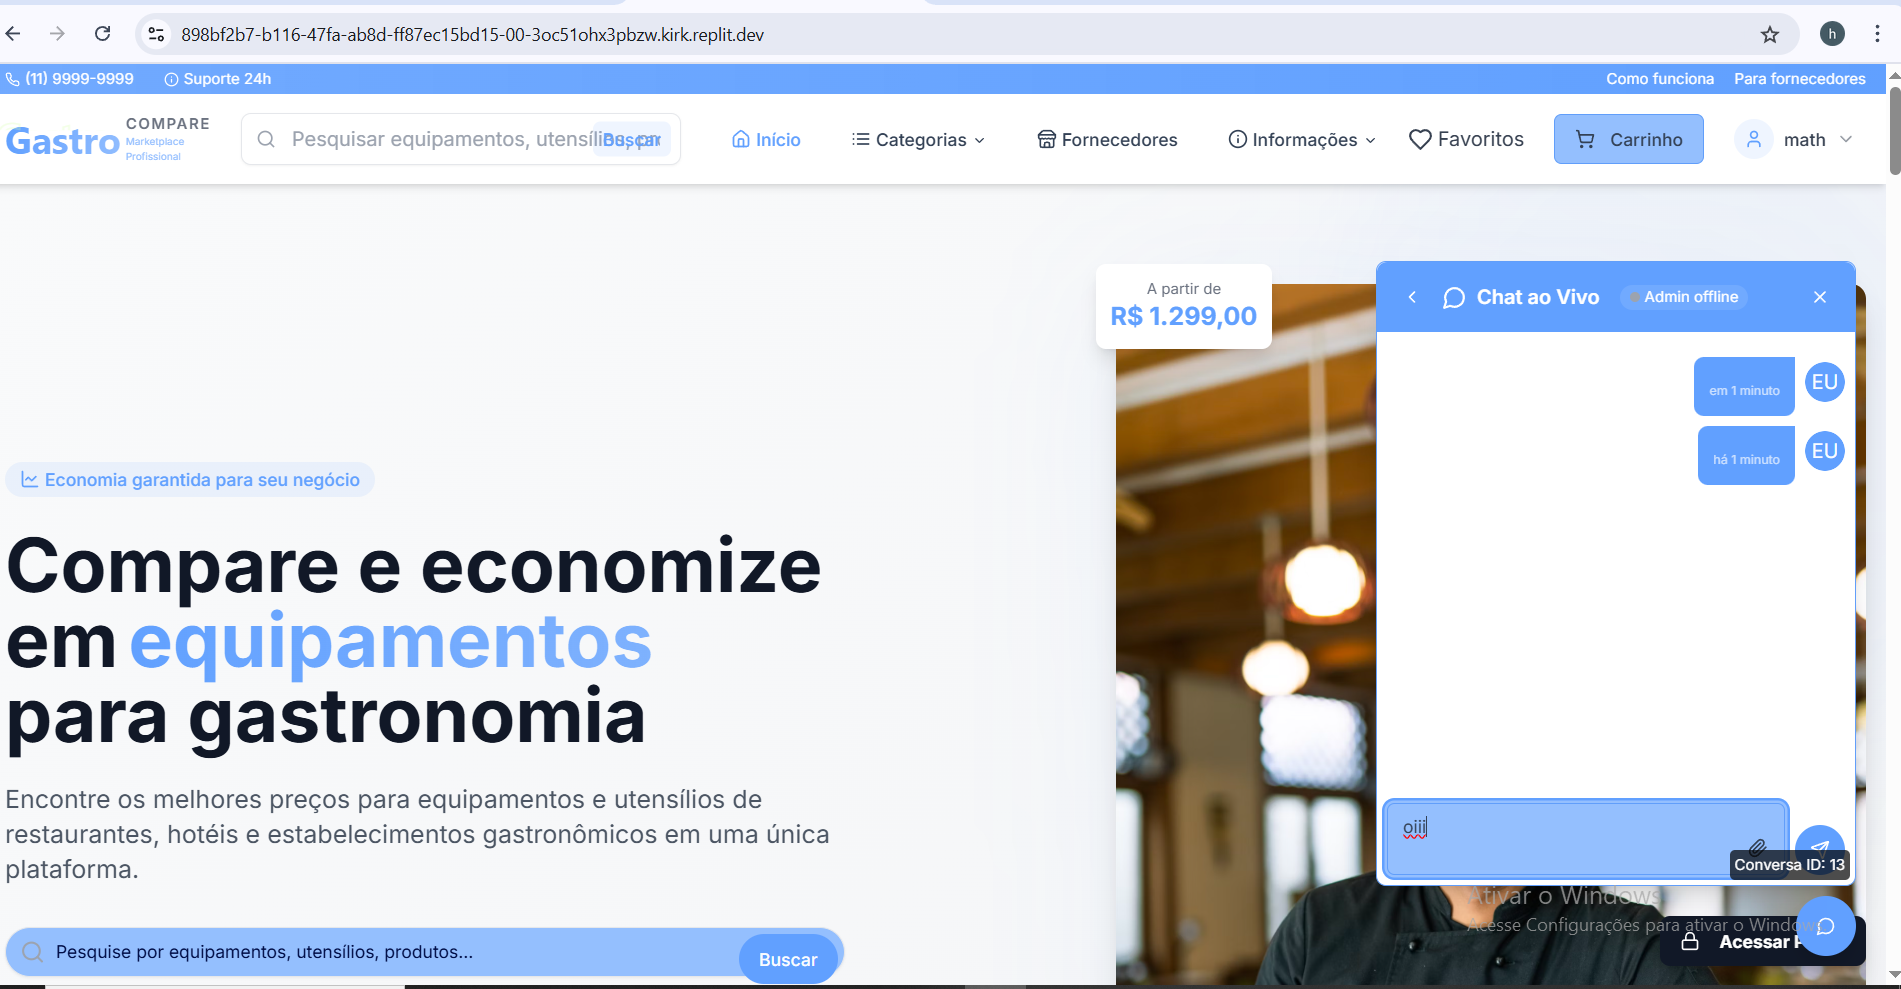 898bf2b7-b116-47fa-ab8d-ff87ec15bd15-00-3oc51ohx3pbzw.kirk.replit.dev
h
(11) 9999-9999 Suporte 24h Como funciona Para fornecedores
Gastro COMPARE
Marketplace
Profissional
Pesquisar equipamentos, utensílios, Buscar
Início Categorias Fornecedores Informações Favoritos Carrinho math
A partir de
R$ 1.299,00
Chat ao Vivo Admin offline
em 1 minuto EU
há 1 minuto EU
Economia garantida para seu negócio
Compare e economize
em equipamentos
para gastronomia
Encontre os melhores preços para equipamentos e utensílios de
restaurantes, hotéis e estabelecimentos gastronômicos em uma única
plataforma.
oiii
Conversa ID: 13
Ativar o Windows
Acesse Configurações para ativar o Windows
Acessar
Pesquise por equipamentos, utensílios, produtos... Buscar